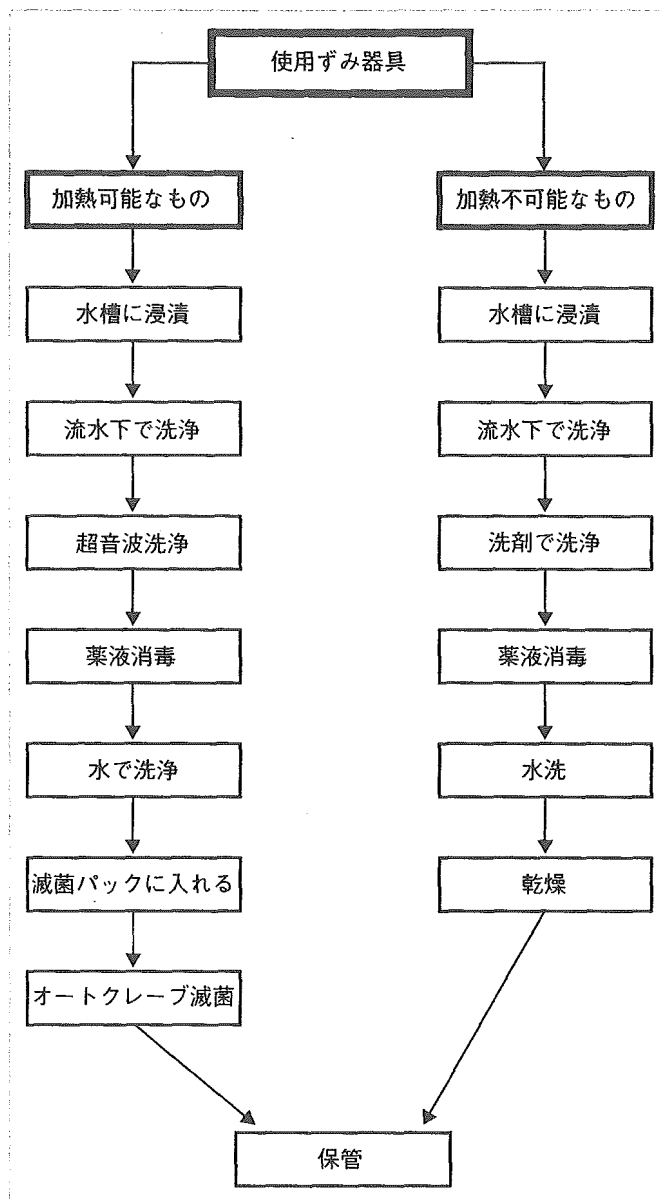 使用ずみ器具
加熱可能なもの
水槽に浸漬
流水下で洗浄
超音波洗浄
薬液消毒
水で洗浄
滅菌パックに入れる
オートクレーブ滅菌
加熱不可能なもの
水槽に浸漬
流水下で洗浄
洗剤で洗浄
薬液消毒
水洗
乾燥
保管